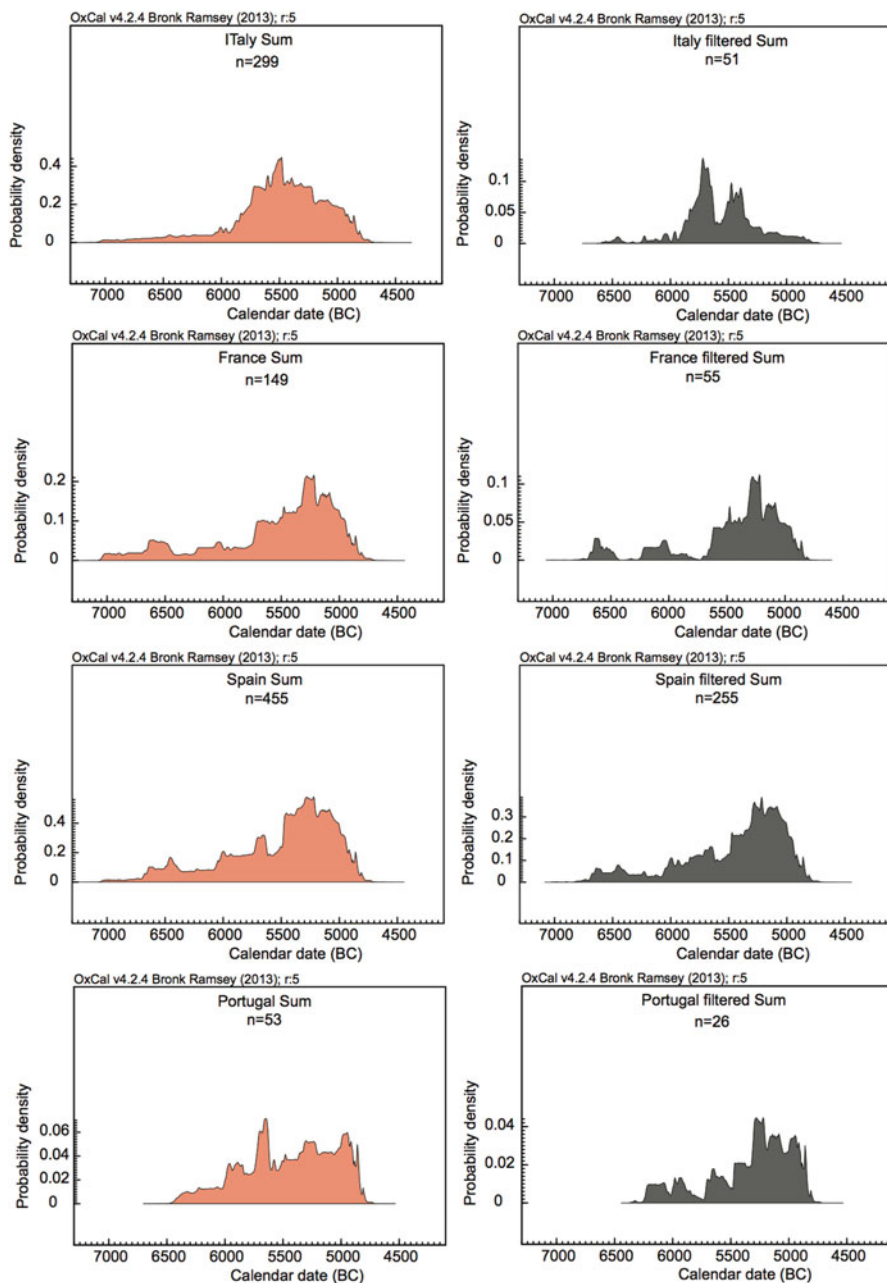 OxCal v4.2.4 Bronk Ramsey (2013); r:5
ITaly Sum
n=299
Probability density
0.4
0.2
0
7000 6500 6000 5500 5000 4500
Calendar date (BC)
OxCal v4.2.4 Bronk Ramsey (2013); r:5
Italy filtered Sum
n=51
Probability density
0.1
0.05
0
7000 6500 6000 5500 5000 4500
Calendar date (BC)
OxCal v4.2.4 Bronk Ramsey (2013); r:5
France Sum
n=149
Probability density
0.2
0.1
0
7000 6500 6000 5500 5000 4500
Calendar date (BC)
OxCal v4.2.4 Bronk Ramsey (2013); r:5
France filtered Sum
n=55
Probability density
0.1
0.05
0
7000 6500 6000 5500 5000 4500
Calendar date (BC)
OxCal v4.2.4 Bronk Ramsey (2013); r:5
Spain Sum
n=455
Probability density
0.4
0.2
0
7000 6500 6000 5500 5000 4500
Calendar date (BC)
OxCal v4.2.4 Bronk Ramsey (2013); r:5
Spain filtered Sum
n=255
Probability density
0.3
0.2
0.1
0
7000 6500 6000 5500 5000 4500
Calendar date (BC)
OxCal v4.2.4 Bronk Ramsey (2013); r:5
Portugal Sum
n=53
Probability density
0.06
0.04
0.02
0
7000 6500 6000 5500 5000 4500
Calendar date (BC)
OxCal v4.2.4 Bronk Ramsey (2013); r:5
Portugal filtered Sum
n=26
Probability density
0.04
0.02
0
7000 6500 6000 5500 5000 4500
Calendar date (BC)